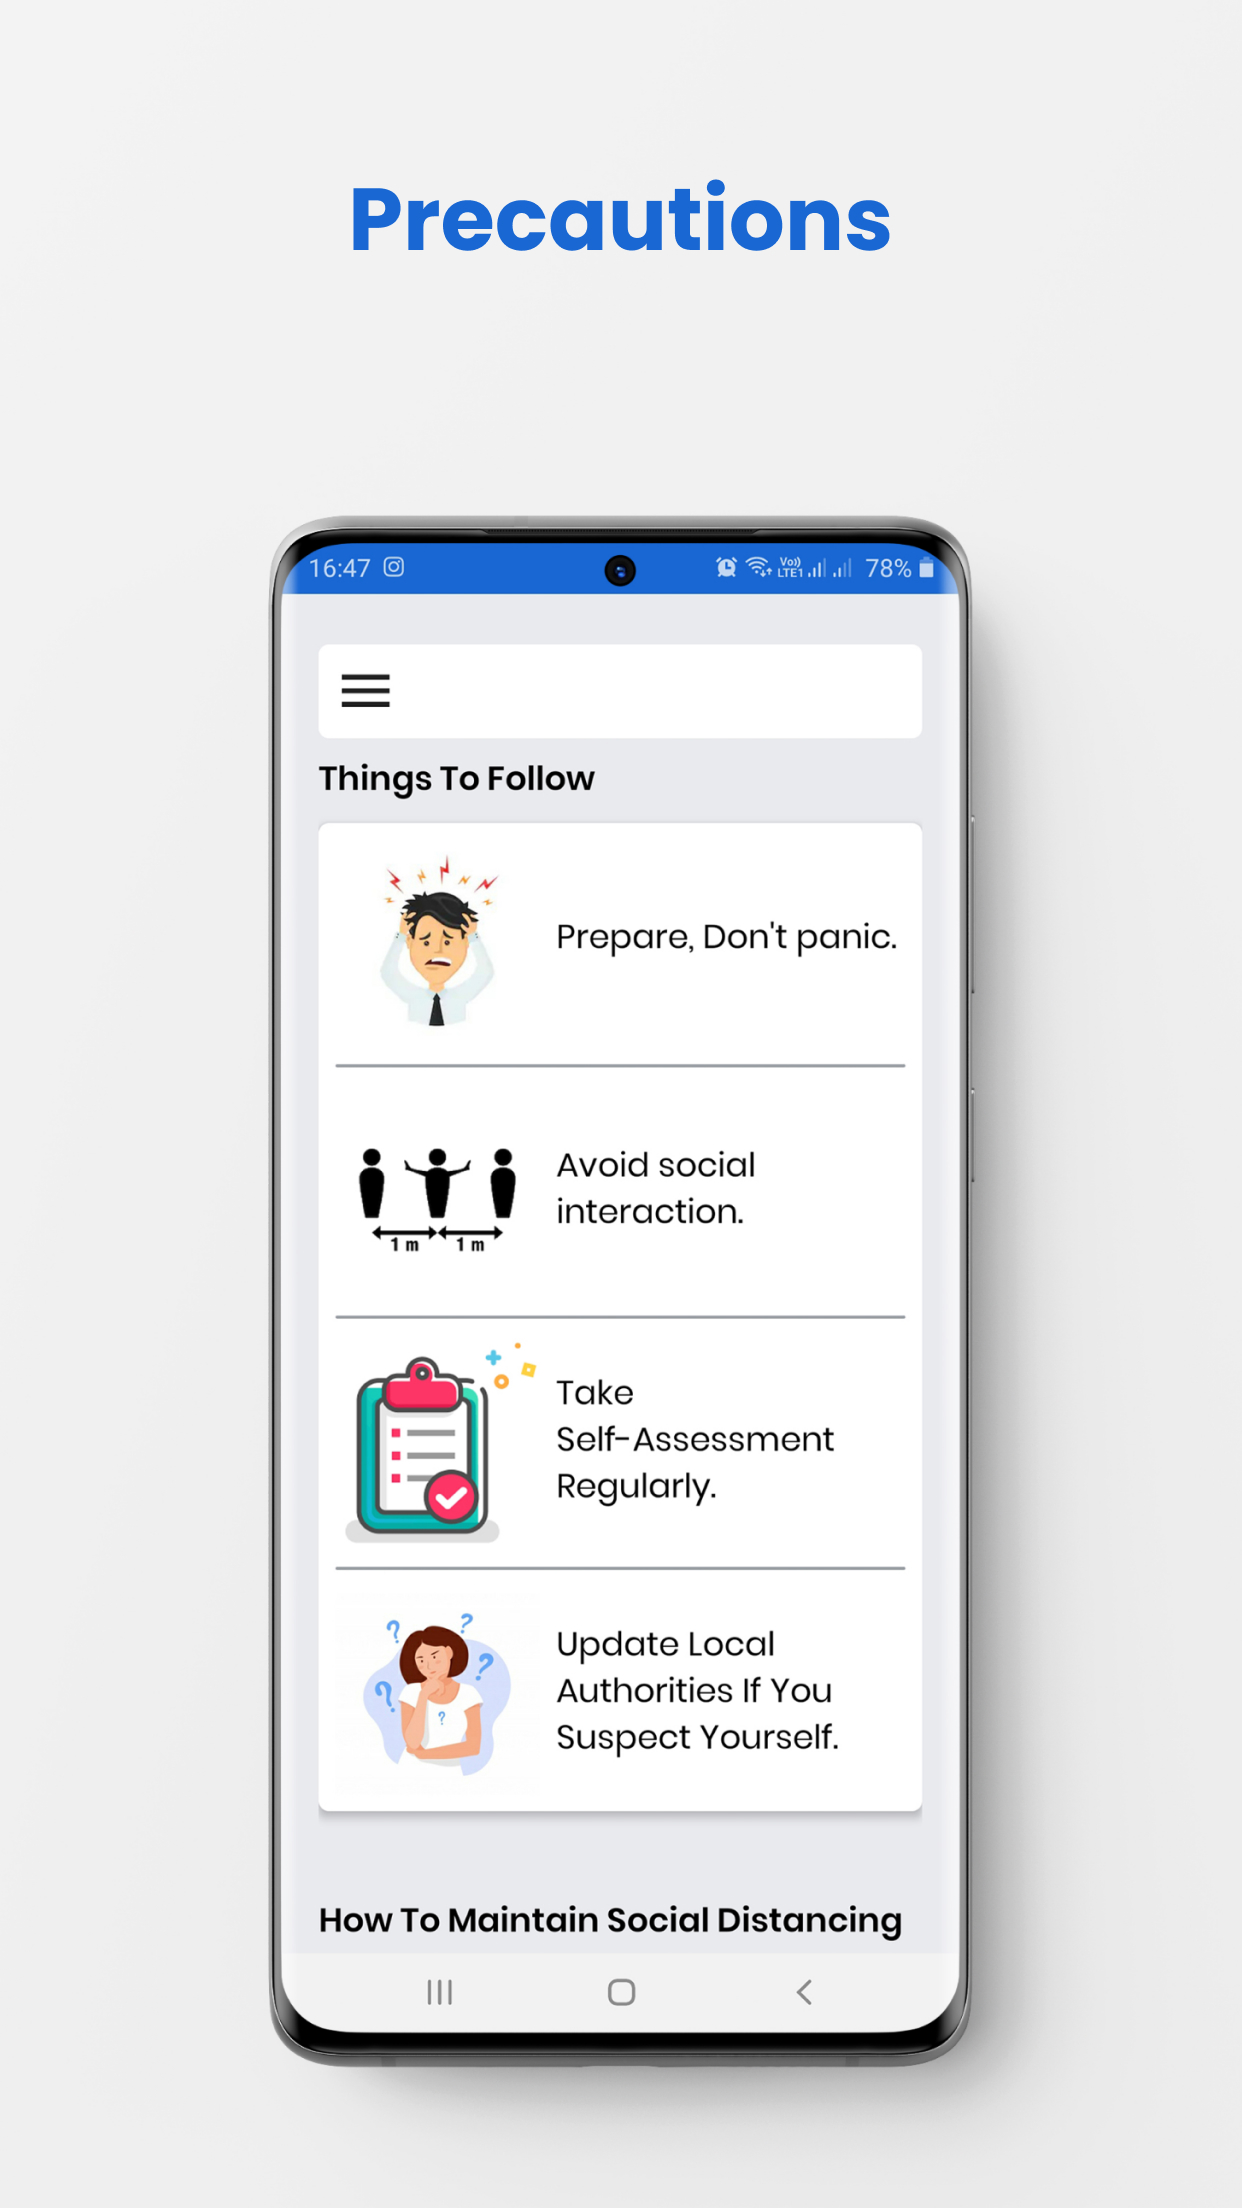 Precautions
16:47
Vo))
LTE1
78%
Things To Follow
Prepare, Don't panic.
Avoid social
interaction.
1 m
1 m
Take
Self-Assessment
Regularly.
? ? ? ? ?
Update Local
Authorities If You
Suspect Yourself.
How To Maintain Social Distancing